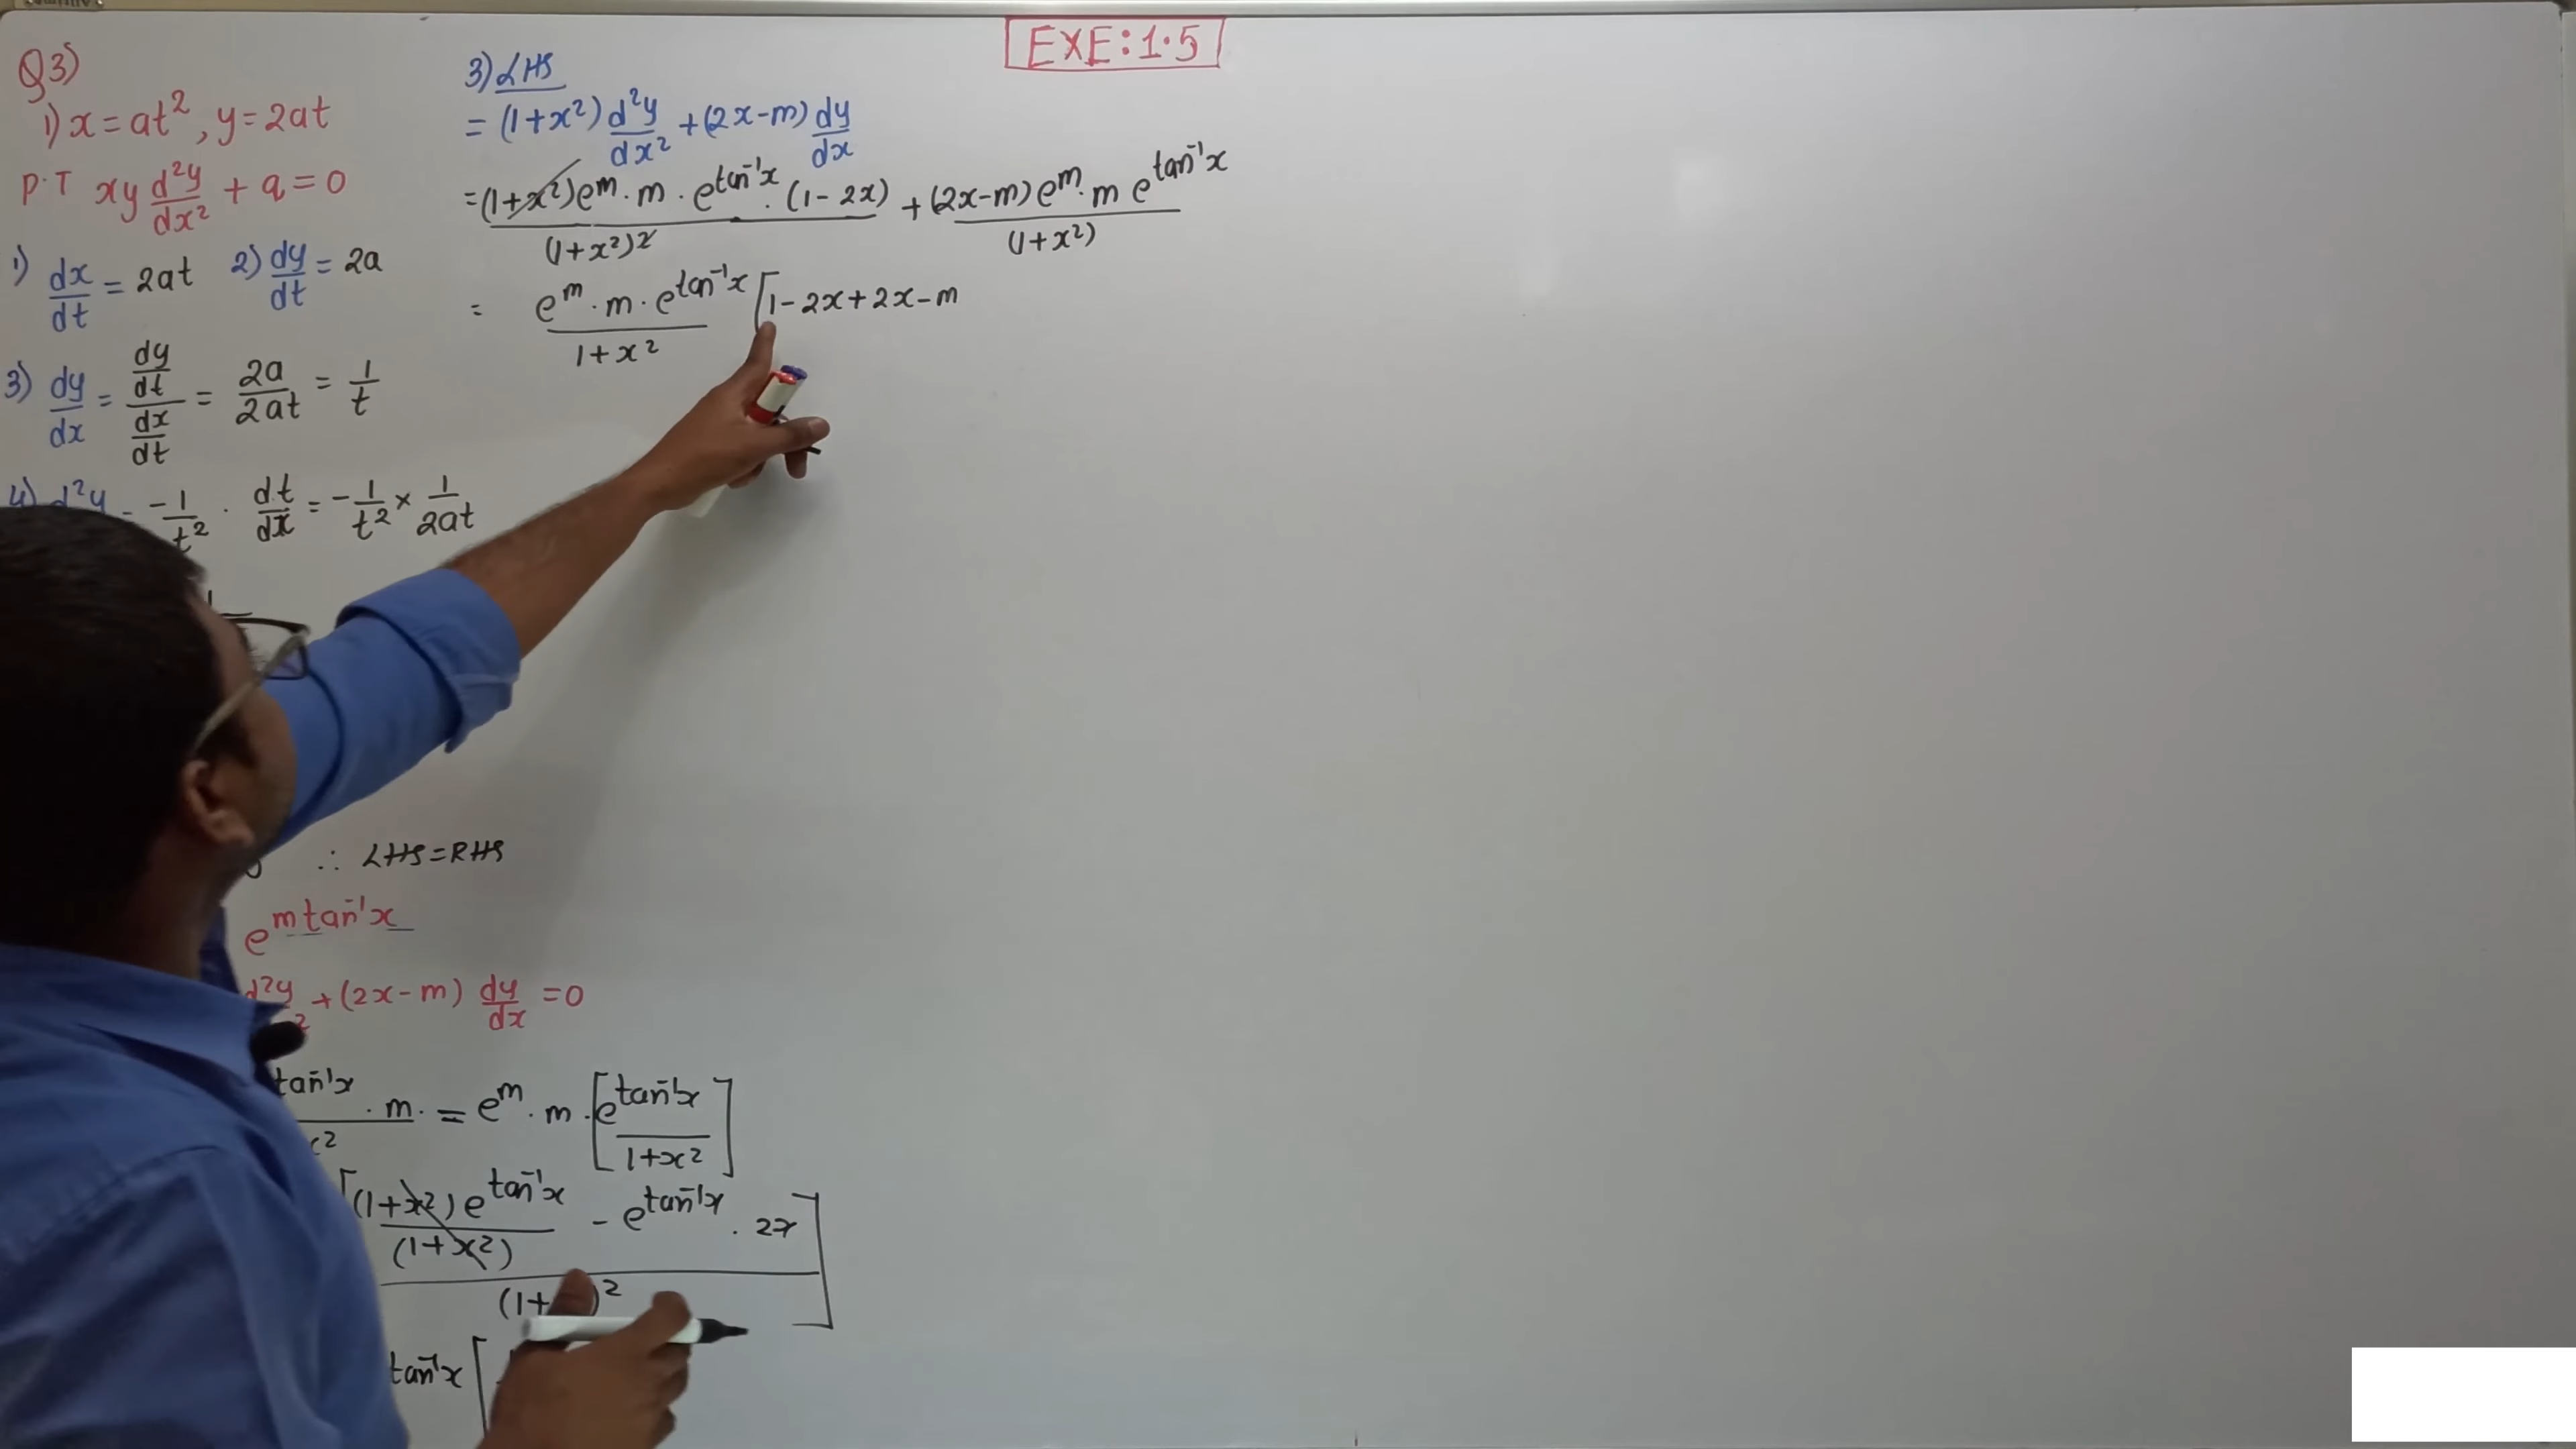 EXE:1.5
Q3)
1) x = at², y = 2at
P.T xy d²y/dx² + a = 0
1) dx/dt = 2at 2) dy/dt = 2a
3) dy/dx = (dy/dt)/(dx/dt) = 2a/2at = 1/t
4) d²y = -1/t² · dt/dx = -1/t² × 1/2at
∴ LHS=RHS
e^(m tan⁻¹x)
d²y + (2x-m) dy/dx = 0
tan⁻¹x · m · = e^m · m · [e^(tan⁻¹x)/(1+x²)]
[(1+x²) e^(tan⁻¹x)/(1+x²) - e^(tan⁻¹x) · 2x]
(1+ )²
tan⁻¹x [
3) LHS
= (1+x²) d²y/dx² + (2x-m) dy/dx
= (1+x²)e^m · m · e^(tan⁻¹x) · (1-2x)/(1+x²)² + (2x-m)e^m · m e^(tan⁻¹x)/(1+x²)
= e^m · m · e^(tan⁻¹x)/(1+x²) [1-2x+2x-m